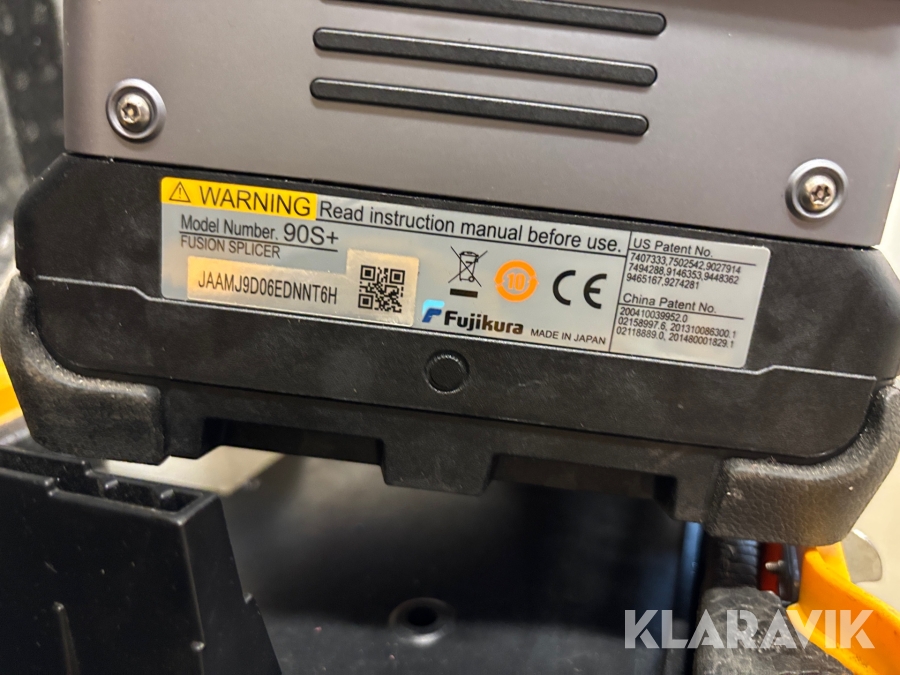 WARNING Read instruction manual before use.
Model Number. 90S+
FUSION SPLICER
JAAMJ9D06EDNNT6H
10
CE
Fujikura
MADE IN JAPAN
US Patent No.
7407333,7502542,9027914
7494288,9146353,9448362
9465167,9274281
China Patent No.
200410039952.0
02158997.6, 201310086300.1
02118889.0, 201480001829.1
KLARAVIK